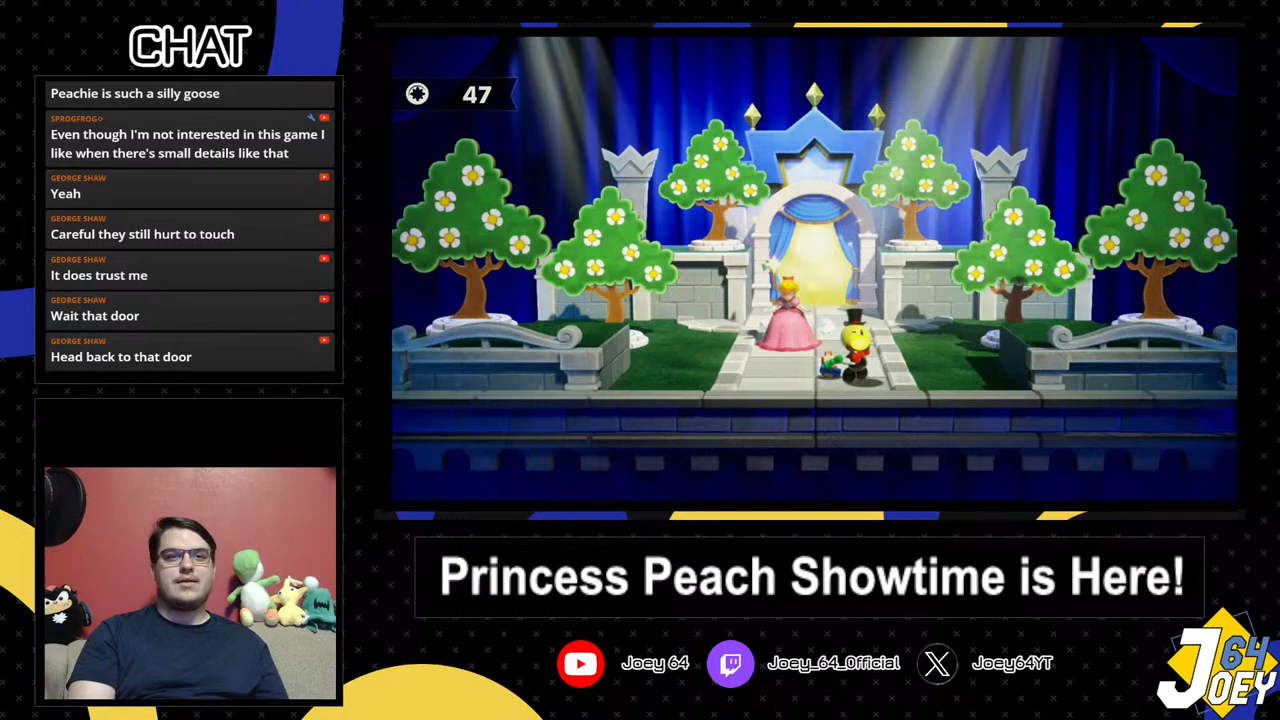 CHAT
Peachie is such a silly goose
SPROGFROG
Even though I'm not interested in this game I
like when there's small details like that
GEORGE SHAW
Yeah
GEORGE SHAW
Careful they still hurt to touch
GEORGE SHAW
It does trust me
GEORGE SHAW
Wait that door
GEORGE SHAW
Head back to that door
47
Princess Peach Showtime is Here!
Joey 64
Joey_64_Official
Joey64YT
64
JOEY